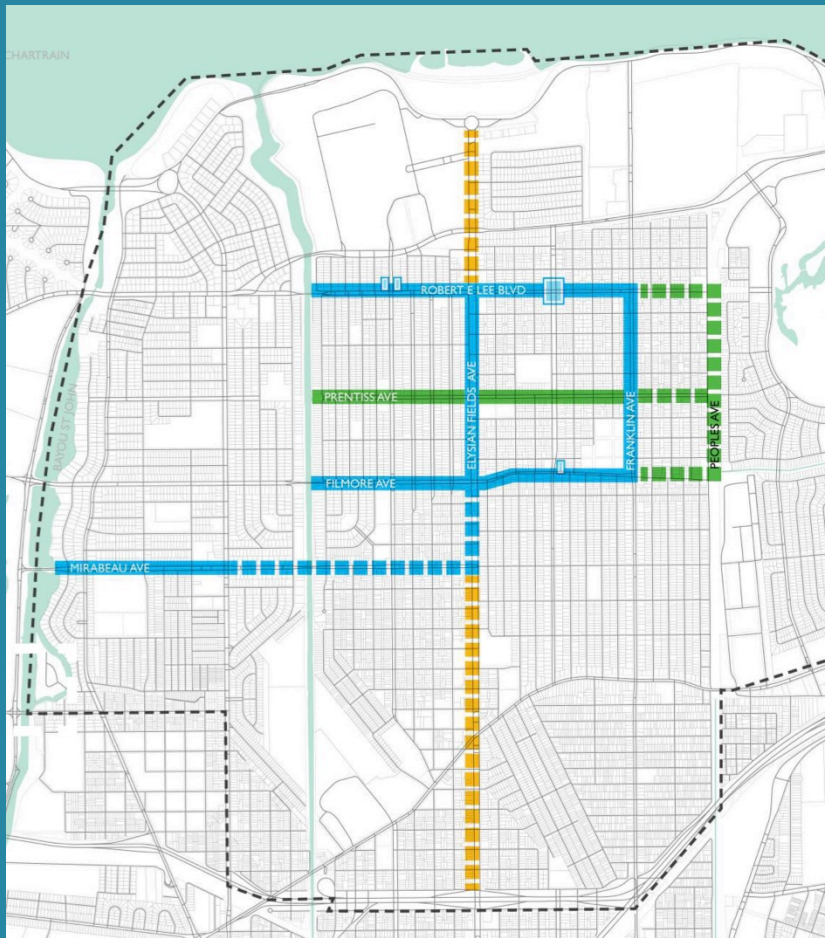 CHARTRAIN
ROBERT E LEE BLVD
BAYOU ST JOHN
ELYSIAN FIELDS AVE
PRENTISS AVE
FRANKLIN AVE
PEOPLES AVE
FILMORE AVE
MIRABEAU AVE